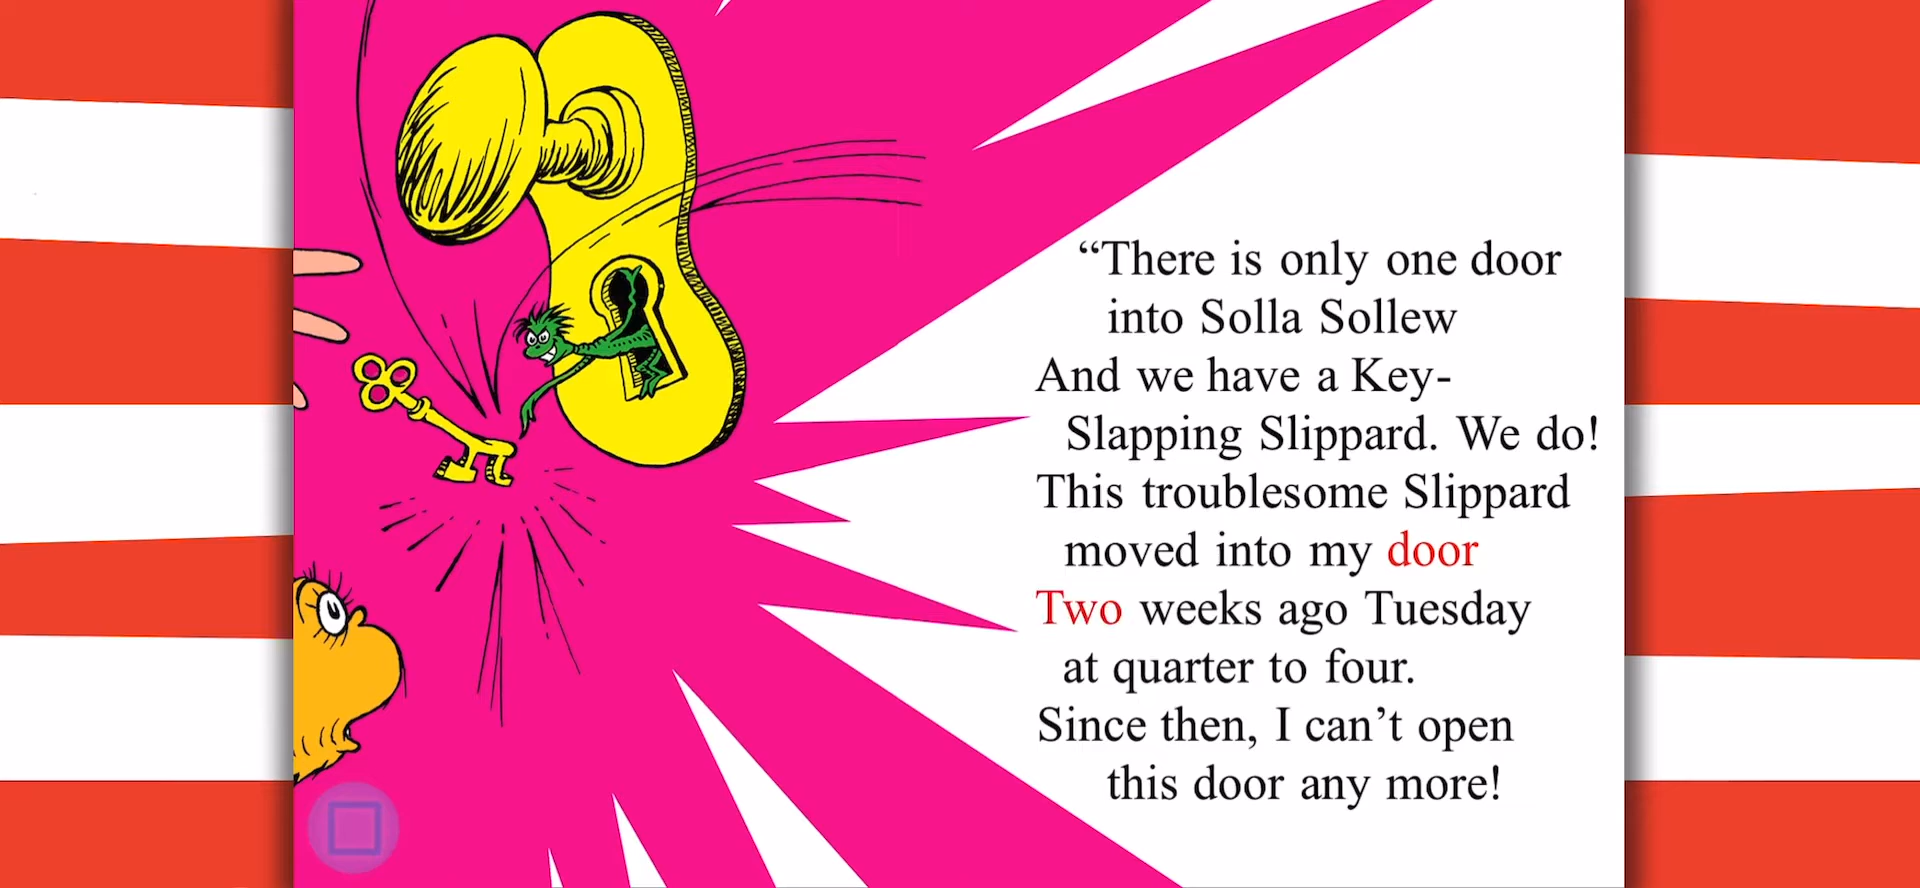 “There is only one door
into Solla Sollew
And we have a Key-
Slapping Slippard. We do!
This troublesome Slippard
moved into my door
Two weeks ago Tuesday
at quarter to four.
Since then, I can’t open
this door any more!